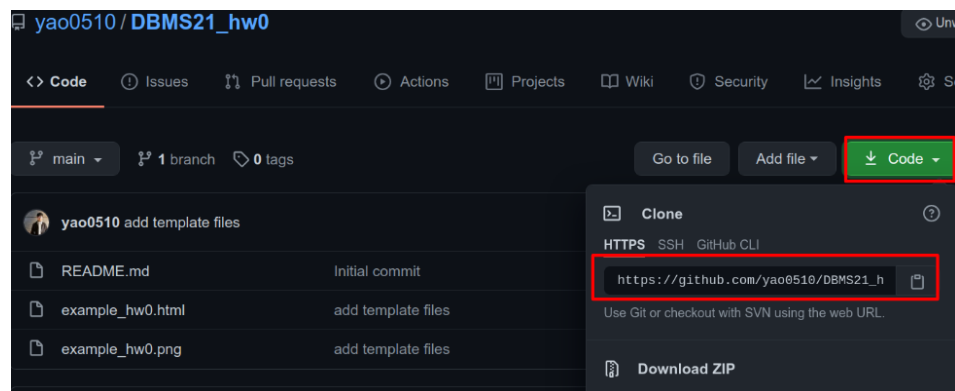 yao0510 / DBMS21_hw0
Code Issues Pull requests Actions Projects Wiki Security Insights
main 1 branch 0 tags Go to file Add file Code
yao0510 add template files
README.md Initial commit
example_hw0.html add template files
example_hw0.png add template files
Clone
HTTPS SSH GitHub CLI
https://github.com/yao0510/DBMS21_h
Use Git or checkout with SVN using the web URL.
Download ZIP